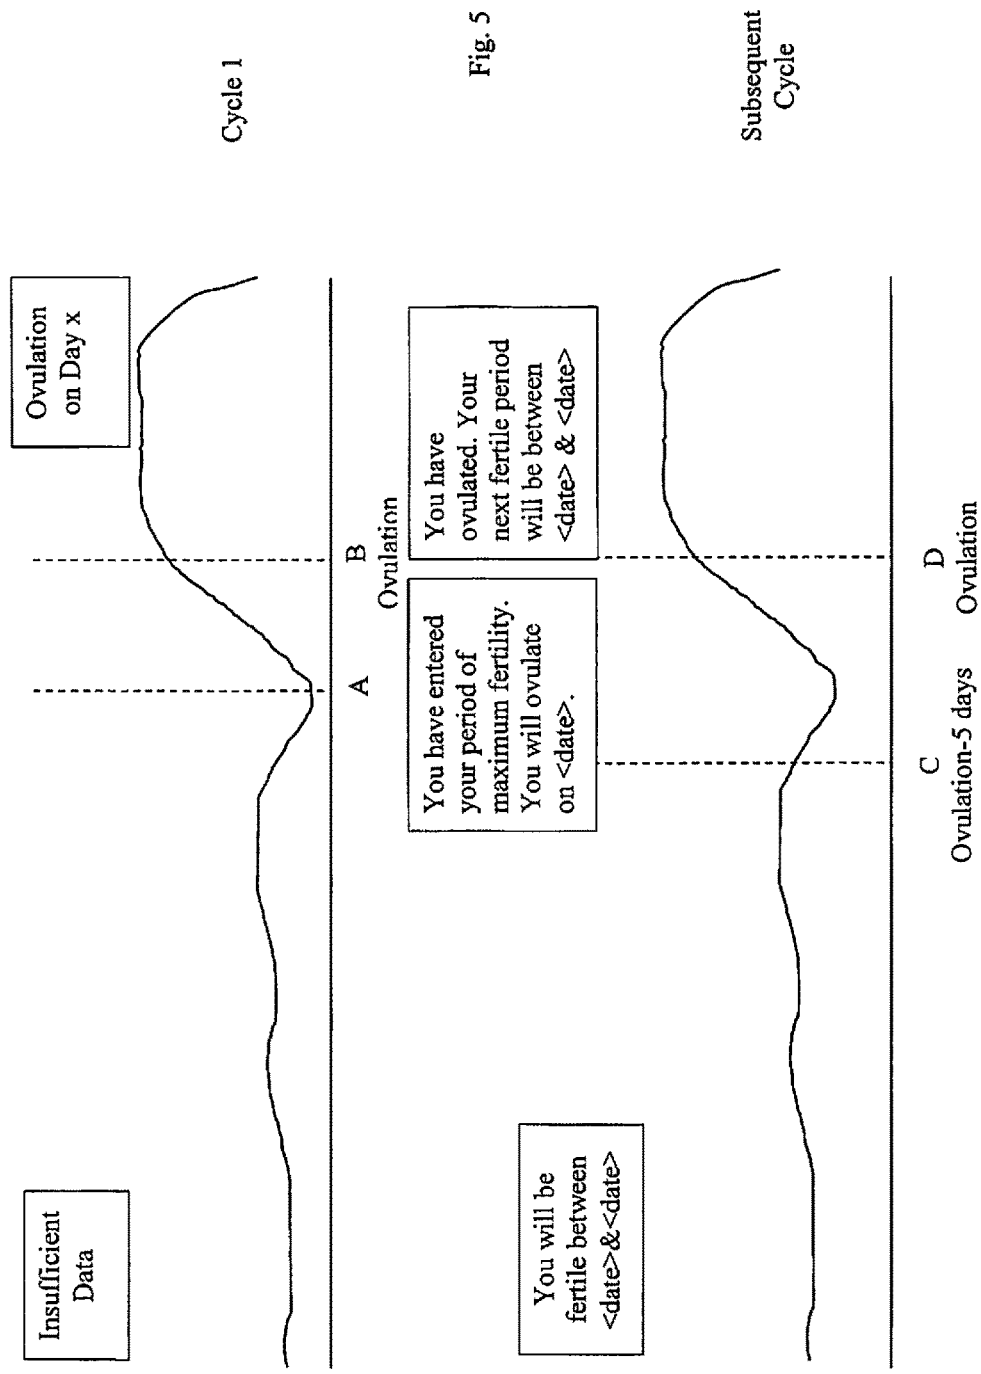 Insufficient
Data
Ovulation
on Day x
Cycle 1
A
B
Ovulation
Fig. 5
You will be
fertile between
<date>&<date>
You have entered
your period of
maximum fertility.
You will ovulate
on <date>.
You have
ovulated. Your
next fertile period
will be between
<date> & <date>
Subsequent
Cycle
C
Ovulation-5 days
D
Ovulation